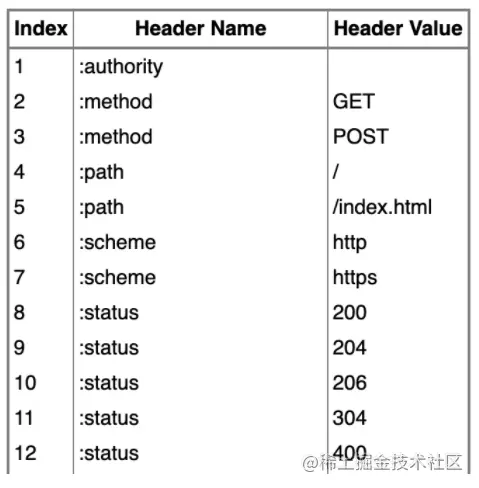 Index Header Name Header Value
1 :authority
2 :method GET
3 :method POST
4 :path /
5 :path /index.html
6 :scheme http
7 :scheme https
8 :status 200
9 :status 204
10 :status 206
11 :status 304
12 :status 400
@稀土掘金技术社区